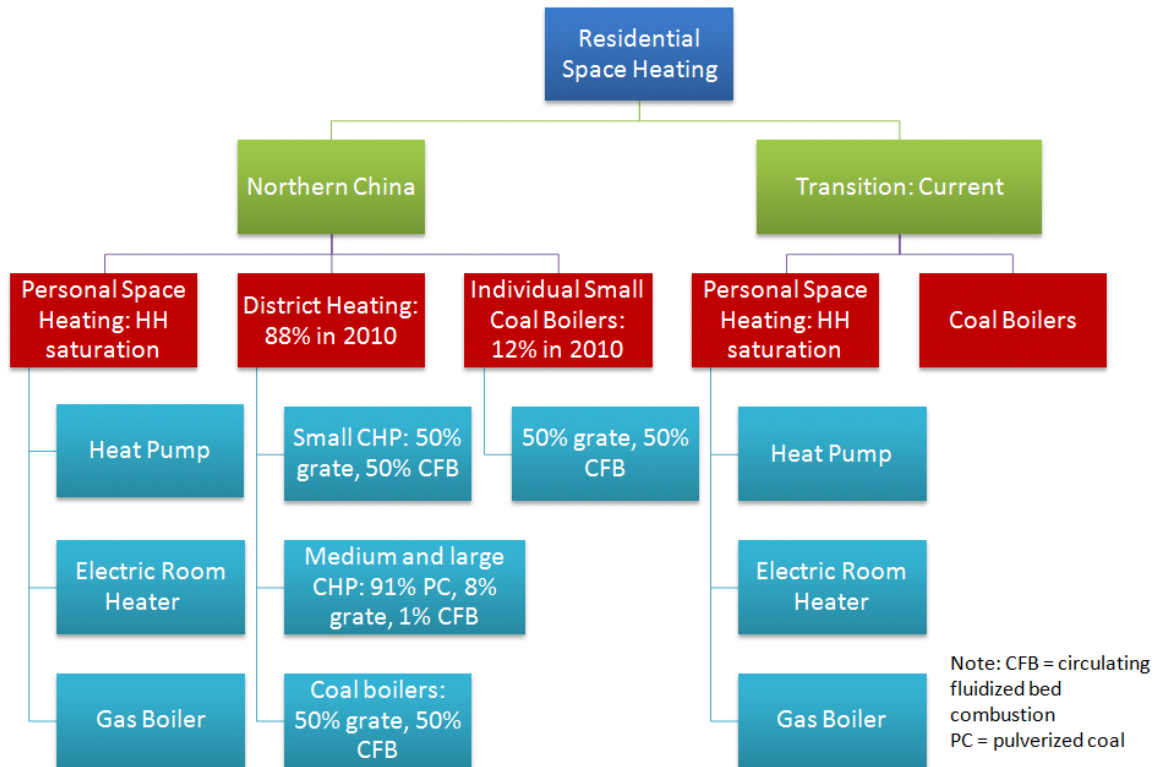 Residential
Space Heating
Northern China
Transition: Current
Personal Space
Heating: HH
saturation
District Heating:
88% in 2010
Individual Small
Coal Boilers:
12% in 2010
Personal Space
Heating: HH
saturation
Coal Boilers
Heat Pump
Small CHP: 50%
grate, 50% CFB
50% grate, 50%
CFB
Heat Pump
Electric Room
Heater
Medium and large
CHP: 91% PC, 8%
grate, 1% CFB
Electric Room
Heater
Gas Boiler
Coal boilers:
50% grate, 50%
CFB
Gas Boiler
Note: CFB = circulating
fluidized bed
combustion
PC = pulverized coal